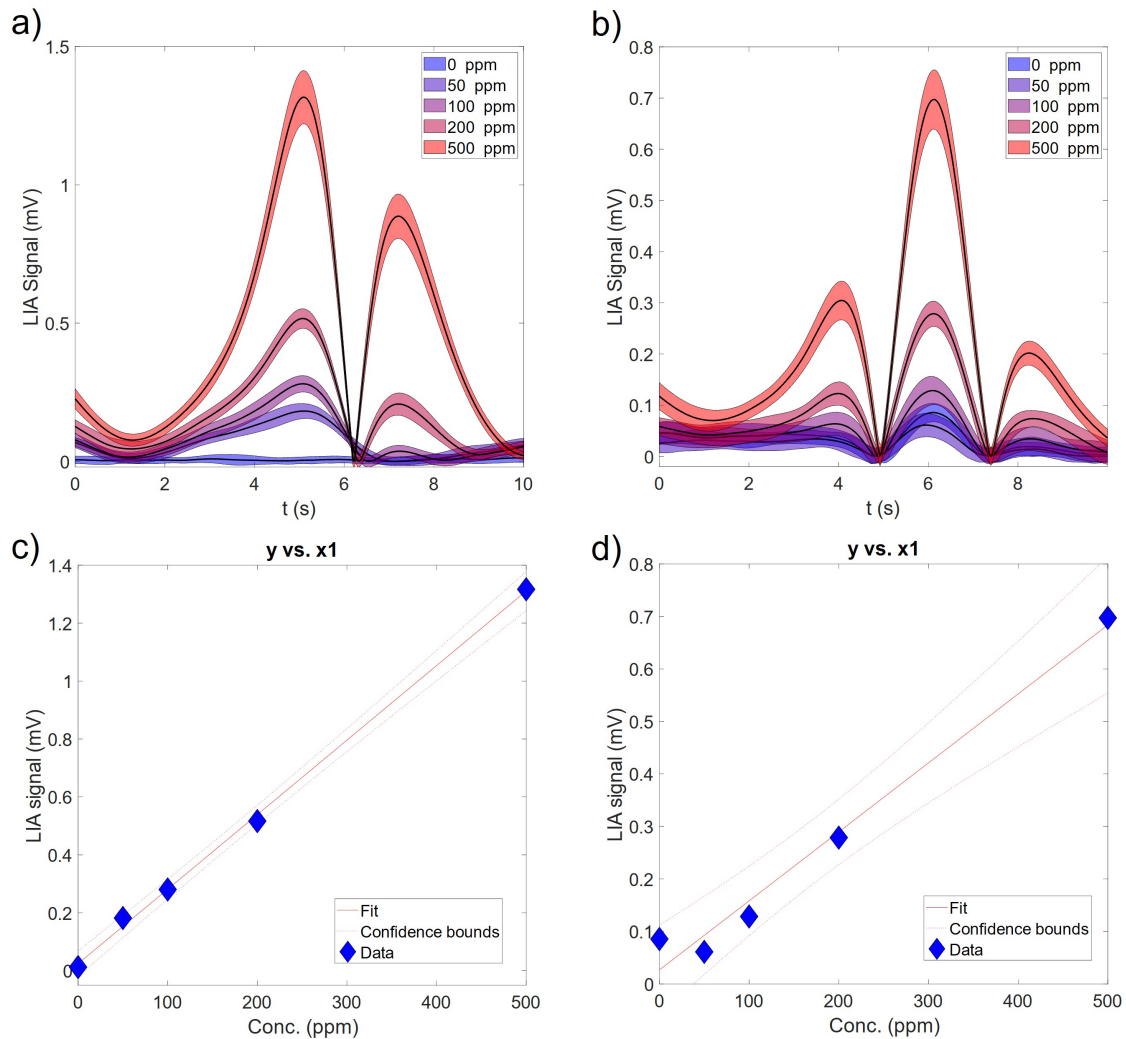 a)
1.5
1
0.5
0
LIA Signal (mV)
0 ppm
50 ppm
100 ppm
200 ppm
500 ppm
0 2 4 6 8 10
t (s)
b)
0.8
0.7
0.6
0.5
0.4
0.3
0.2
0.1
0
LIA Signal (mV)
0 ppm
50 ppm
100 ppm
200 ppm
500 ppm
0 2 4 6 8
t (s)
c)
y vs. x1
1.4
1.2
1
0.8
0.6
0.4
0.2
0
LIA signal (mV)
Fit
Confidence bounds
Data
0 100 200 300 400 500
Conc. (ppm)
d)
y vs. x1
0.8
0.7
0.6
0.5
0.4
0.3
0.2
0.1
0
LIA signal (mV)
Fit
Confidence bounds
Data
0 100 200 300 400 500
Conc. (ppm)